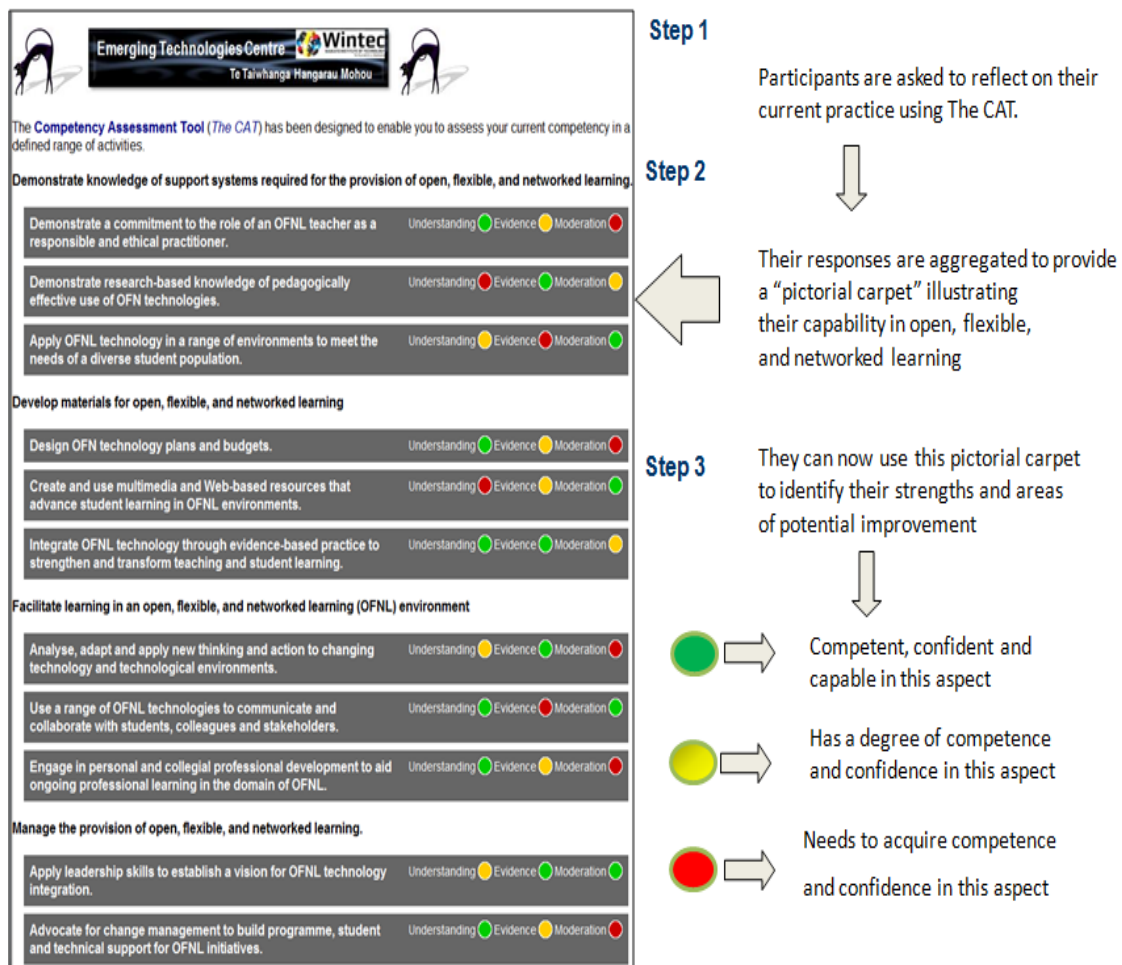 Emerging Technologies Centre
Wintec
Te Taiwhanga Hangarau Mohou
The Competency Assessment Tool (The CAT) has been designed to enable you to assess your current competency in a
defined range of activities.
Demonstrate knowledge of support systems required for the provision of open, flexible, and networked learning.
Demonstrate a commitment to the role of an OFNL teacher as a
responsible and ethical practitioner.
Understanding Evidence Moderation
Demonstrate research-based knowledge of pedagogically
effective use of OFN technologies.
Understanding Evidence Moderation
Apply OFNL technology in a range of environments to meet the
needs of a diverse student population.
Understanding Evidence Moderation
Develop materials for open, flexible, and networked learning
Design OFN technology plans and budgets.
Understanding Evidence Moderation
Create and use multimedia and Web-based resources that
advance student learning in OFNL environments.
Understanding Evidence Moderation
Integrate OFNL technology through evidence-based practice to
strengthen and transform teaching and student learning.
Understanding Evidence Moderation
Facilitate learning in an open, flexible, and networked learning (OFNL) environment
Analyse, adapt and apply new thinking and action to changing
technology and technological environments.
Understanding Evidence Moderation
Use a range of OFNL technologies to communicate and
collaborate with students, colleagues and stakeholders.
Understanding Evidence Moderation
Engage in personal and collegial professional development to aid
ongoing professional learning in the domain of OFNL.
Understanding Evidence Moderation
Manage the provision of open, flexible, and networked learning.
Apply leadership skills to establish a vision for OFNL technology
integration.
Understanding Evidence Moderation
Advocate for change management to build programme, student
and technical support for OFNL initiatives.
Understanding Evidence Moderation
Step 1
Participants are asked to reflect on their
current practice using The CAT.
Step 2
Their responses are aggregated to provide
a “pictorial carpet” illustrating
their capability in open, flexible,
and networked learning
Step 3
They can now use this pictorial carpet
to identify their strengths and areas
of potential improvement
Competent, confident and
capable in this aspect
Has a degree of competence
and confidence in this aspect
Needs to acquire competence
and confidence in this aspect